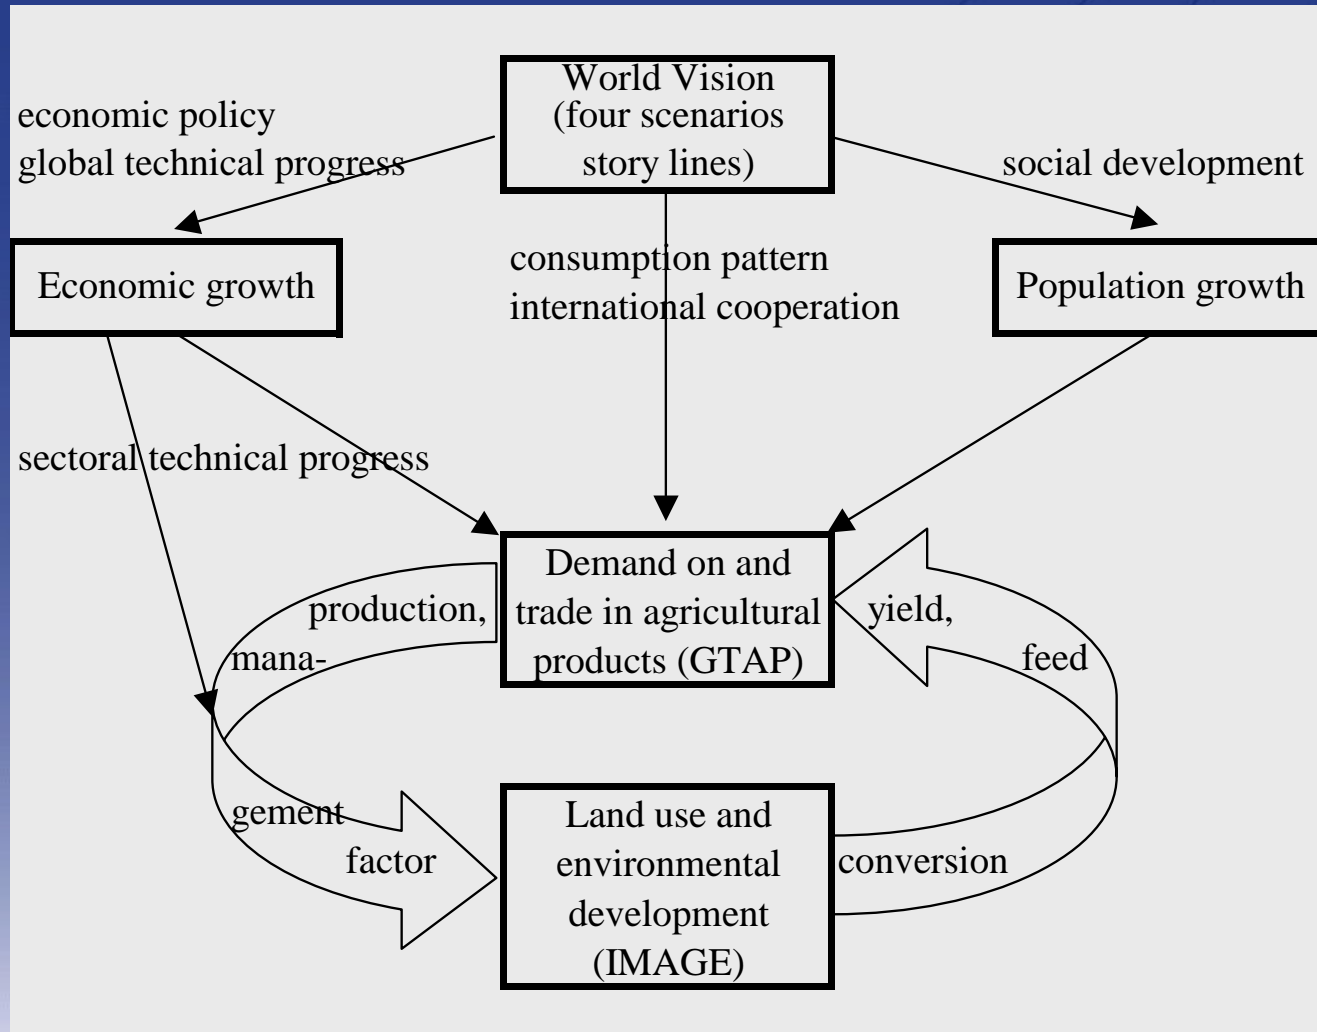 World Vision
(four scenarios
story lines)
economic policy
global technical progress
social development
Economic growth
consumption pattern
international cooperation
Population growth
sectoral technical progress
Demand on and
trade in agricultural
products (GTAP)
production,
mana-
gement
factor
yield,
feed
conversion
Land use and
environmental
development
(IMAGE)